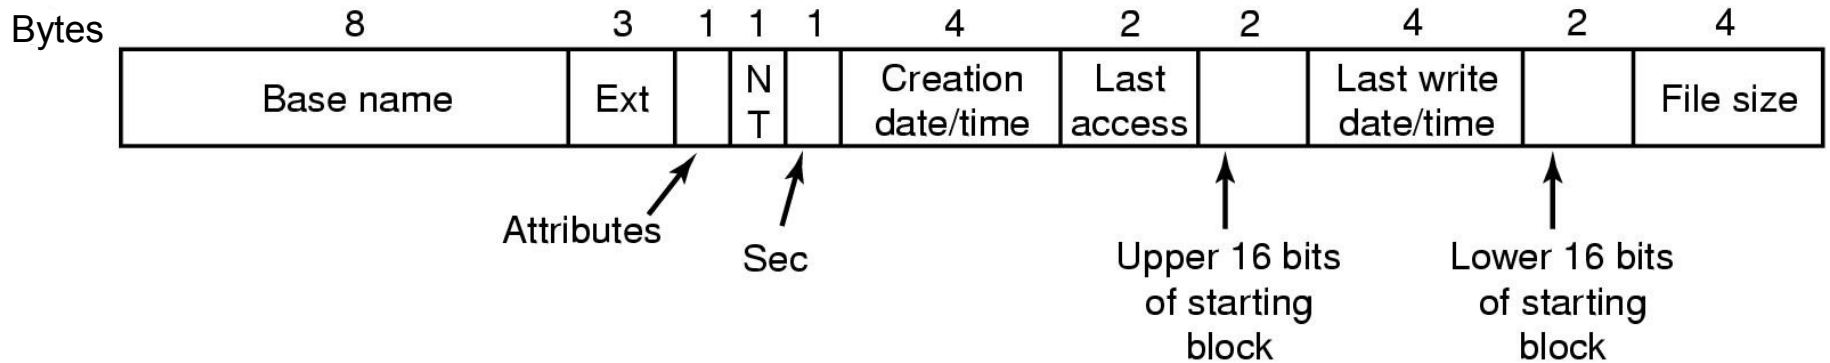 Bytes 8 3 1 1 1 4 2 2 4 2 4
Base name
Ext
N
T
Creation
date/time
Last
access
Last write
date/time
File size
Attributes
Sec
Upper 16 bits
of starting
block
Lower 16 bits
of starting
block